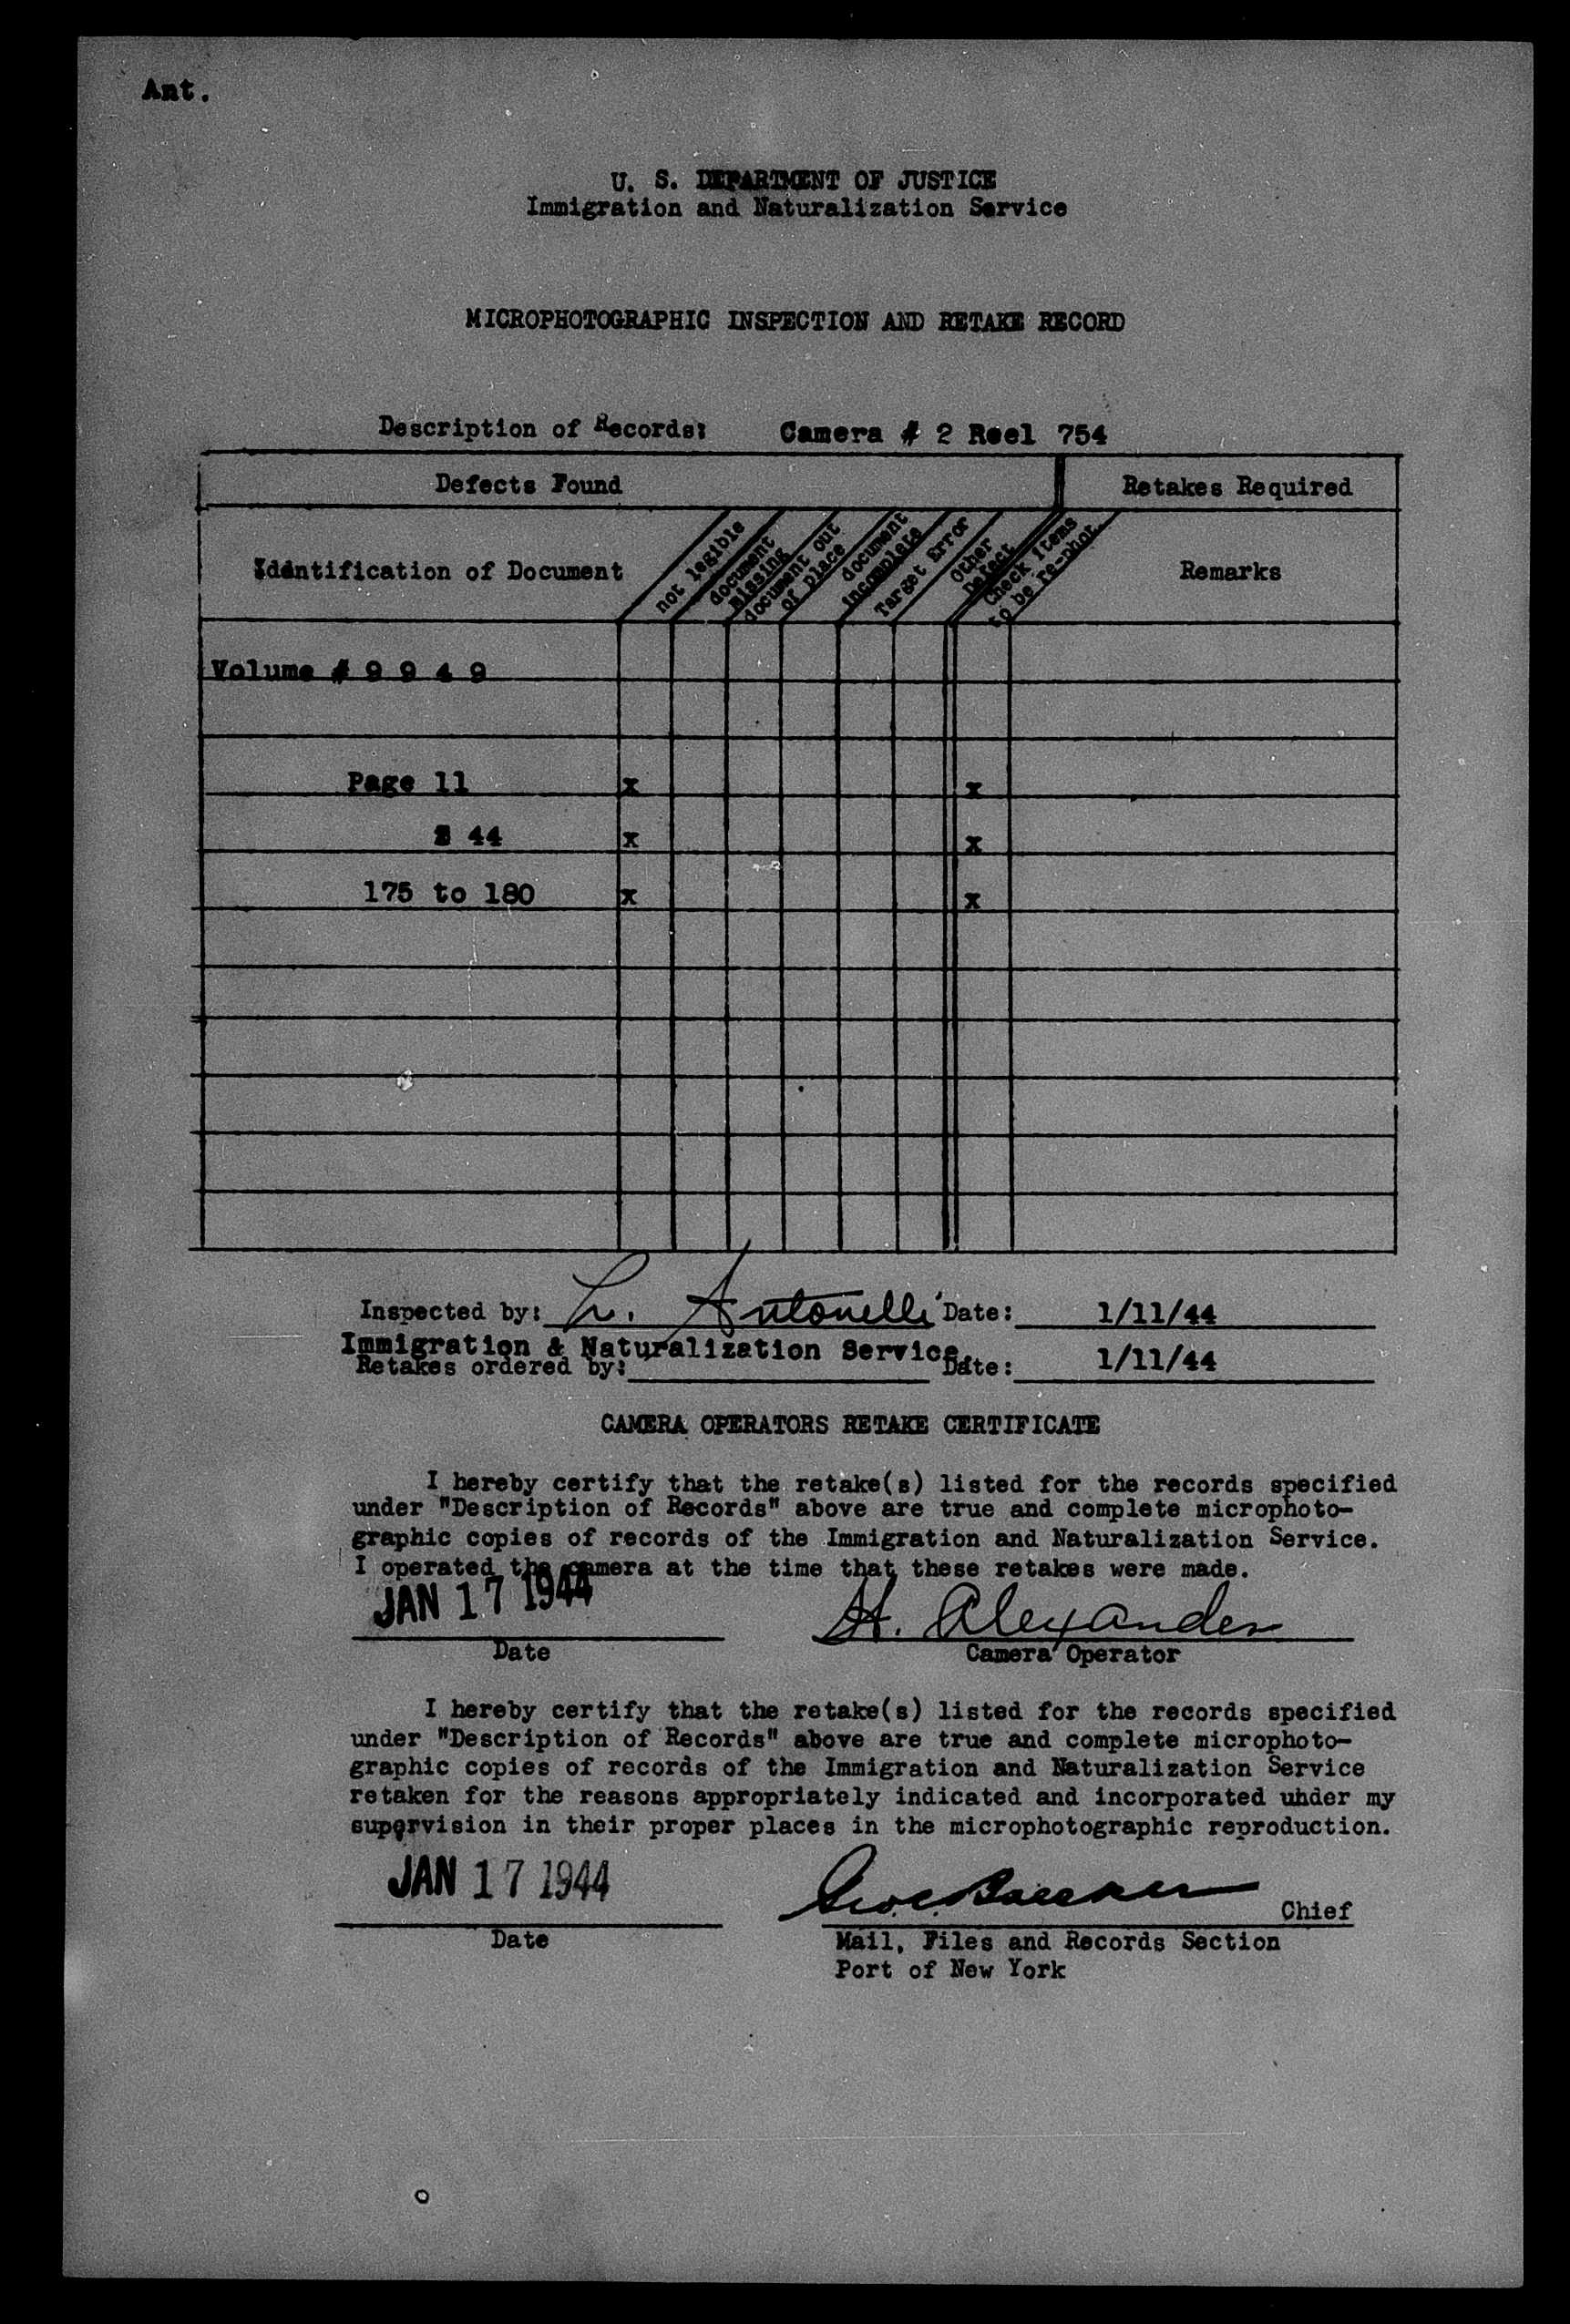 Ant.
U. S. DEPARTMENT OF JUSTICE
Immigration and Naturalization Service
MICROPHOTOGRAPHIC INSPECTION AND RETAKE RECORD
Description of Records: Camera # 2 Reel 754
Defects Found Retakes Required
Identification of Document
not legible
document
missing
document out
of place
document
incomplete
Target Error
Other
Defect
Check items
to be re-phot.
Remarks
Volume # 9 9 4 9
Page 11 x x
44 x x
175 to 180 x x
Inspected by: L. Antonelli Date: 1/11/44
Immigration & Naturalization Service.
Retakes ordered by: Date: 1/11/44
CAMERA OPERATORS RETAKE CERTIFICATE
I hereby certify that the retake(s) listed for the records specified
under "Description of Records" above are true and complete microphoto-
graphic copies of records of the Immigration and Naturalization Service.
I operated the camera at the time that these retakes were made.
JAN 17 1944 H. Alexander
Date Camera Operator
I hereby certify that the retake(s) listed for the records specified
under "Description of Records" above are true and complete microphoto-
graphic copies of records of the Immigration and Naturalization Service
retaken for the reasons appropriately indicated and incorporated uhder my
supervision in their proper places in the microphotographic reproduction.
JAN 17 1944 Chief
Date Mail, Files and Records Section
Port of New York